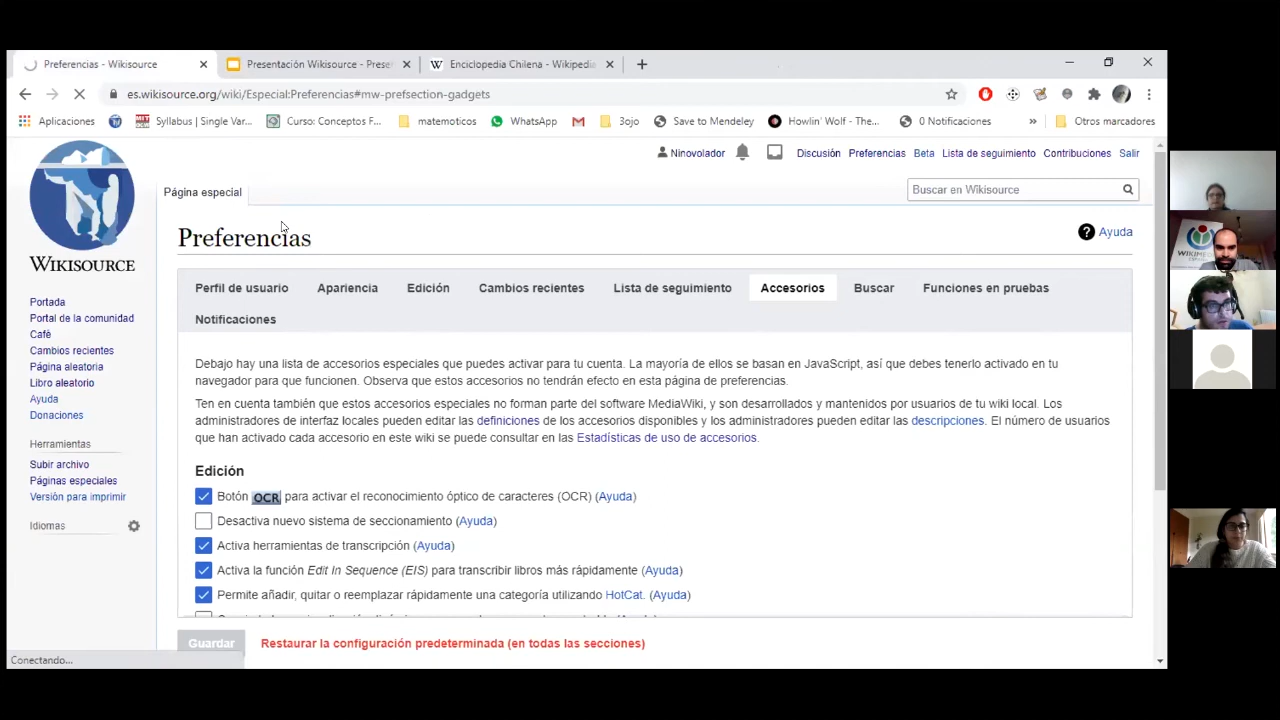 Preferencias - Wikisource
Presentación Wikisource - Prese
Enciclopedia Chilena - Wikipedia
es.wikisource.org/wiki/Especial:Preferencias#mw-prefsection-gadgets
Aplicaciones
Syllabus | Single Var...
Curso: Conceptos F...
matemoticos
WhatsApp
3ojo
Save to Mendeley
Howlin' Wolf - The...
0 Notificaciones
»
Otros marcadores
Ninovolador
Discusión
Preferencias
Beta
Lista de seguimiento
Contribuciones
Salir
Página especial
Buscar en Wikisource
WIKISOURCE
Preferencias
Ayuda
Portada
Portal de la comunidad
Café
Cambios recientes
Página aleatoria
Libro aleatorio
Ayuda
Donaciones
Herramientas
Subir archivo
Páginas especiales
Versión para imprimir
Idiomas
Perfil de usuario
Apariencia
Edición
Cambios recientes
Lista de seguimiento
Accesorios
Buscar
Funciones en pruebas
Notificaciones
Debajo hay una lista de accesorios especiales que puedes activar para tu cuenta. La mayoría de ellos se basan en JavaScript, así que debes tenerlo activado en tu
navegador para que funcionen. Observa que estos accesorios no tendrán efecto en esta página de preferencias.
Ten en cuenta también que estos accesorios especiales no forman parte del software MediaWiki, y son desarrollados y mantenidos por usuarios de tu wiki local. Los
administradores de interfaz locales pueden editar las definiciones de los accesorios disponibles y los administradores pueden editar las descripciones. El número de usuarios
que han activado cada accesorio en este wiki se puede consultar en las Estadísticas de uso de accesorios.
Edición
Botón OCR para activar el reconocimiento óptico de caracteres (OCR) (Ayuda)
Desactiva nuevo sistema de seccionamiento (Ayuda)
Activa herramientas de transcripción (Ayuda)
Activa la función Edit In Sequence (EIS) para transcribir libros más rápidamente (Ayuda)
Permite añadir, quitar o reemplazar rápidamente una categoría utilizando HotCat. (Ayuda)
Guardar
Restaurar la configuración predeterminada (en todas las secciones)
Conectando...